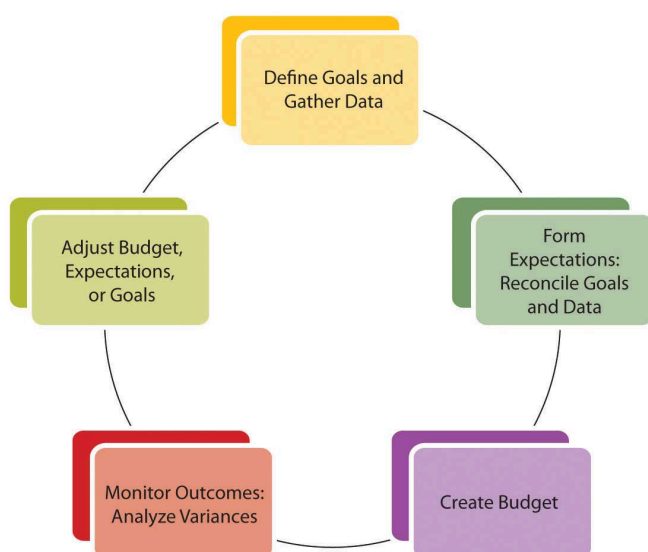 Define Goals and
Gather Data
Form
Expectations:
Reconcile Goals
and Data
Create Budget
Monitor Outcomes:
Analyze Variances
Adjust Budget,
Expectations,
or Goals